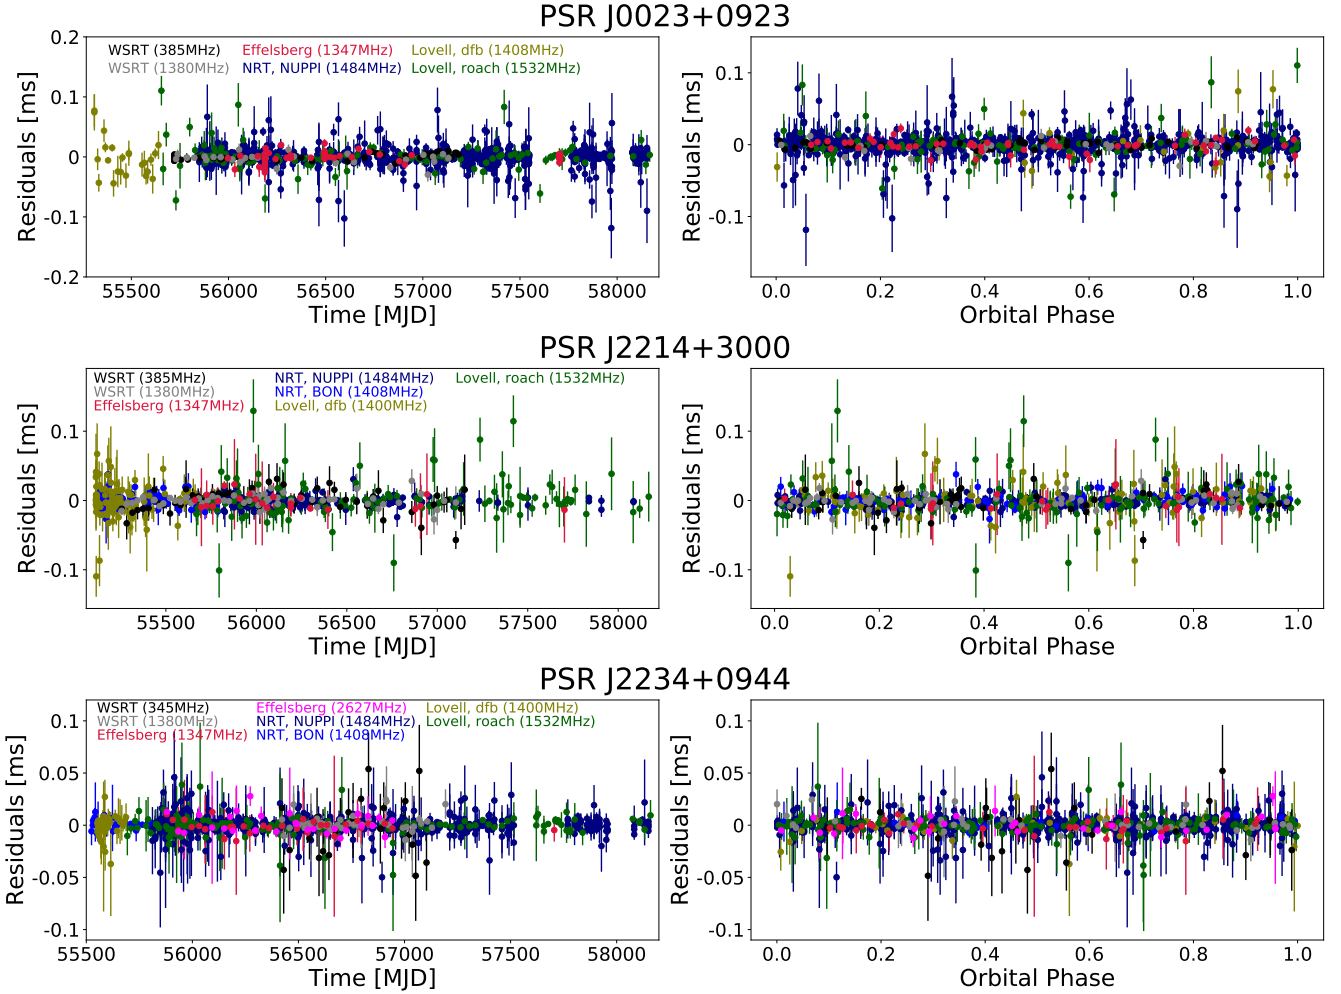 PSR J0023+0923
WSRT (385MHz) Effelsberg (1347MHz) Lovell, dfb (1408MHz)
WSRT (1380MHz) NRT, NUPPI (1484MHz) Lovell, roach (1532MHz)
Residuals [ms]
0.2
0.1
0
-0.1
-0.2
55500 56000 56500 57000 57500 58000
Time [MJD]
Residuals [ms]
0.1
0
-0.1
0.0 0.2 0.4 0.6 0.8 1.0
Orbital Phase
PSR J2214+3000
WSRT (385MHz) NRT, NUPPI (1484MHz) Lovell, roach (1532MHz)
WSRT (1380MHz) NRT, BON (1408MHz)
Effelsberg (1347MHz) Lovell, dfb (1400MHz)
Residuals [ms]
0.1
0
-0.1
55500 56000 56500 57000 57500 58000
Time [MJD]
Residuals [ms]
0.1
0
-0.1
0.0 0.2 0.4 0.6 0.8 1.0
Orbital Phase
PSR J2234+0944
WSRT (345MHz) Effelsberg (2627MHz) Lovell, dfb (1400MHz)
WSRT (1380MHz) NRT, NUPPI (1484MHz) Lovell, roach (1532MHz)
Effelsberg (1347MHz) NRT, BON (1408MHz)
Residuals [ms]
0.1
0.05
0
-0.05
-0.1
55500 56000 56500 57000 57500 58000
Time [MJD]
Residuals [ms]
0.1
0.05
0
-0.05
-0.1
0.0 0.2 0.4 0.6 0.8 1.0
Orbital Phase